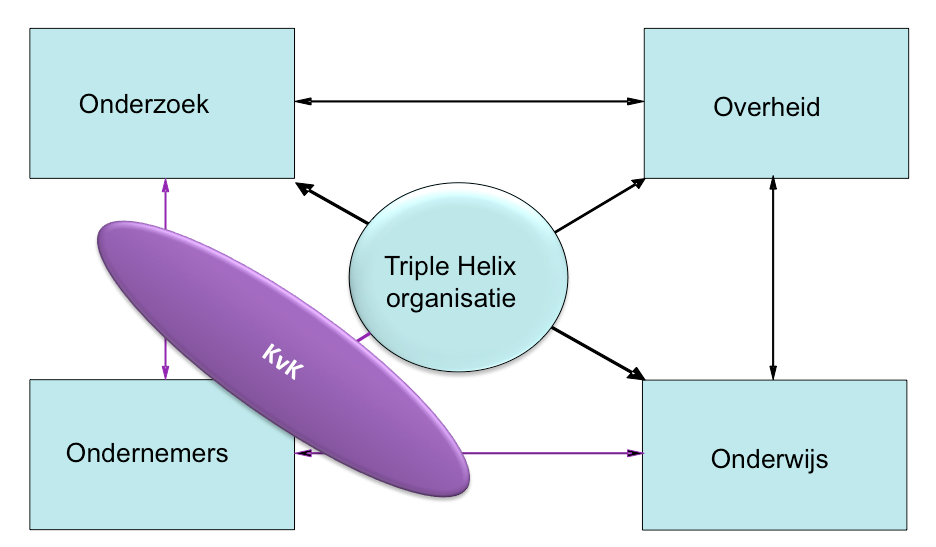 Onderzoek
Overheid
Triple Helix
organisatie
KvK
Ondernemers
Onderwijs